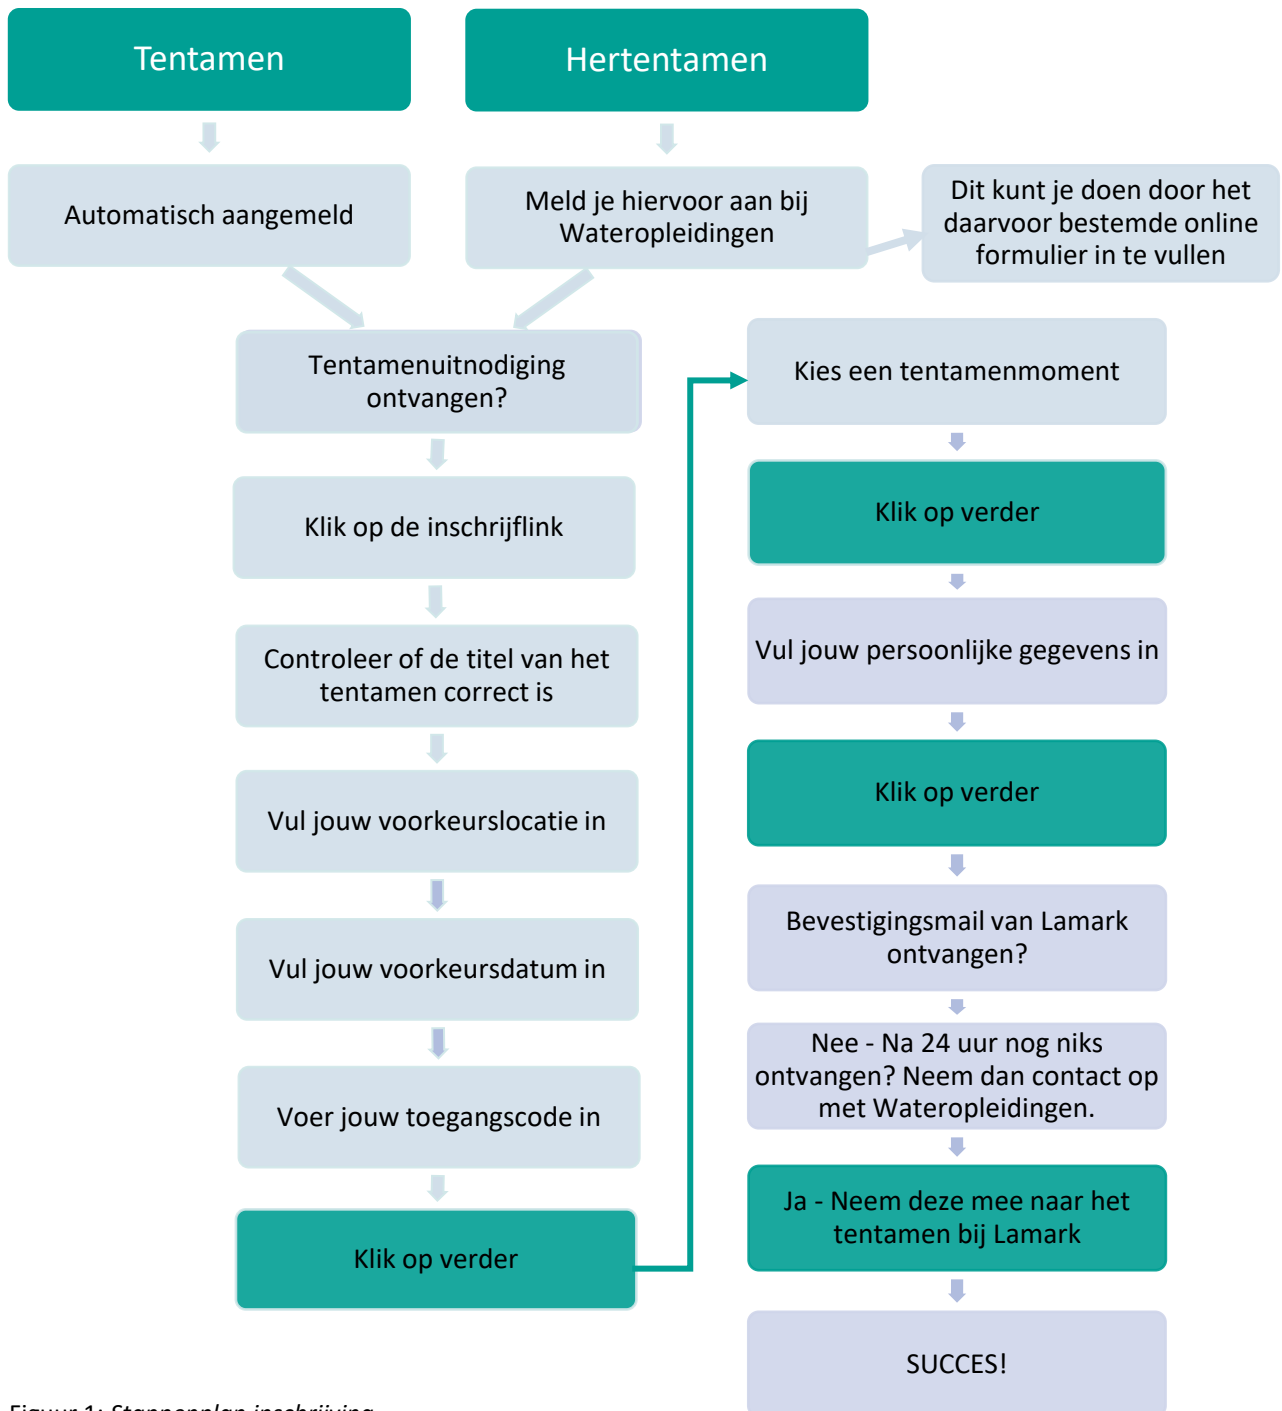 Tentamen
Hertentamen
Automatisch aangemeld
Meld je hiervoor aan bij
Wateropleidingen
Dit kunt je doen door het
daarvoor bestemde online
formulier in te vullen
Tentamenuitnodiging
ontvangen?
Klik op de inschrijflink
Controleer of de titel van het
tentamen correct is
Vul jouw voorkeurslocatie in
Vul jouw voorkeursdatum in
Voer jouw toegangscode in
Klik op verder
Kies een tentamenmoment
Klik op verder
Vul jouw persoonlijke gegevens in
Klik op verder
Bevestigingsmail van Lamark
ontvangen?
Nee - Na 24 uur nog niks
ontvangen? Neem dan contact op
met Wateropleidingen.
Ja - Neem deze mee naar het
tentamen bij Lamark
SUCCES!
Figuur 1: Stappenplan inschrijving